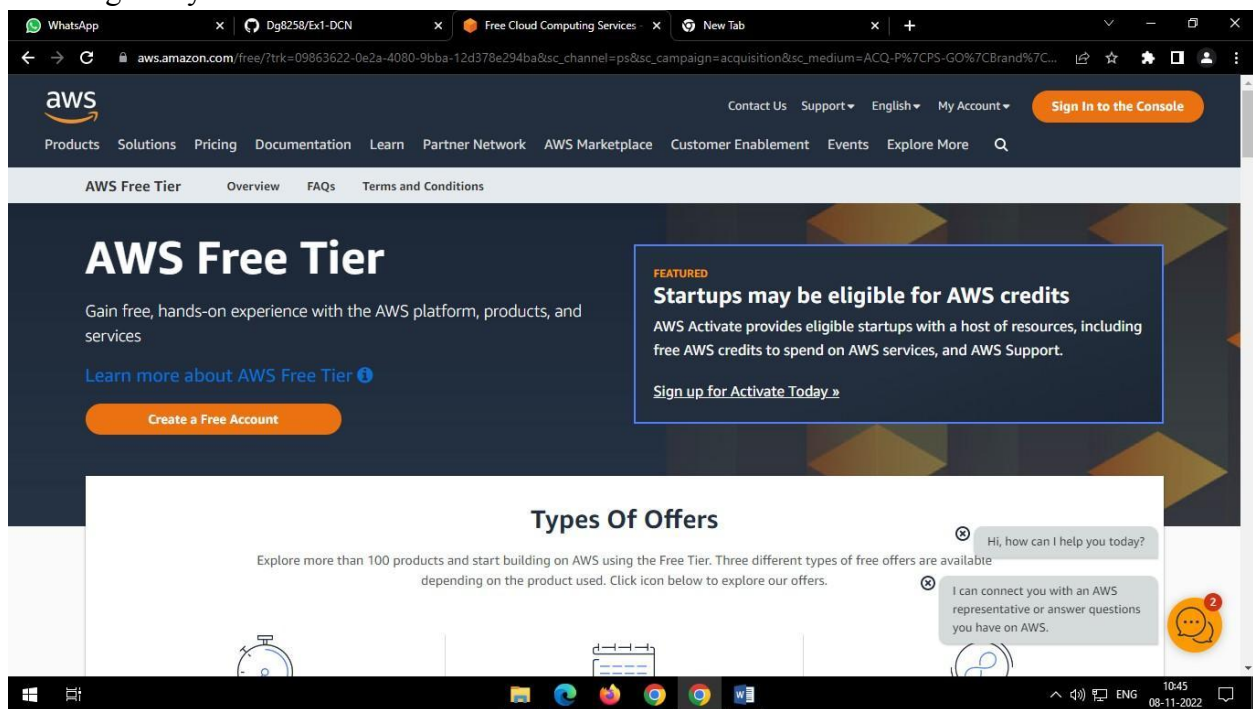 WhatsApp
Dg8258/Ex1-DCN
Free Cloud Computing Services -
New Tab
aws.amazon.com/free/?trk=09863622-0e2a-4080-9bba-12d378e294ba&sc_channel=ps&sc_campaign=acquisition&sc_medium=ACQ-P%7CPS-GO%7CBrand%7C...
aws
Contact Us Support English My Account Sign In to the Console
Products Solutions Pricing Documentation Learn Partner Network AWS Marketplace Customer Enablement Events Explore More
AWS Free Tier Overview FAQs Terms and Conditions
AWS Free Tier
Gain free, hands-on experience with the AWS platform, products, and
services
Learn more about AWS Free Tier
Create a Free Account
FEATURED
Startups may be eligible for AWS credits
AWS Activate provides eligible startups with a host of resources, including
free AWS credits to spend on AWS services, and AWS Support.
Sign up for Activate Today »
Types Of Offers
Explore more than 100 products and start building on AWS using the Free Tier. Three different types of free offers are available
depending on the product used. Click icon below to explore our offers.
Hi, how can I help you today?
I can connect you with an AWS
representative or answer questions
you have on AWS.
2
W
ENG
10:45
08-11-2022